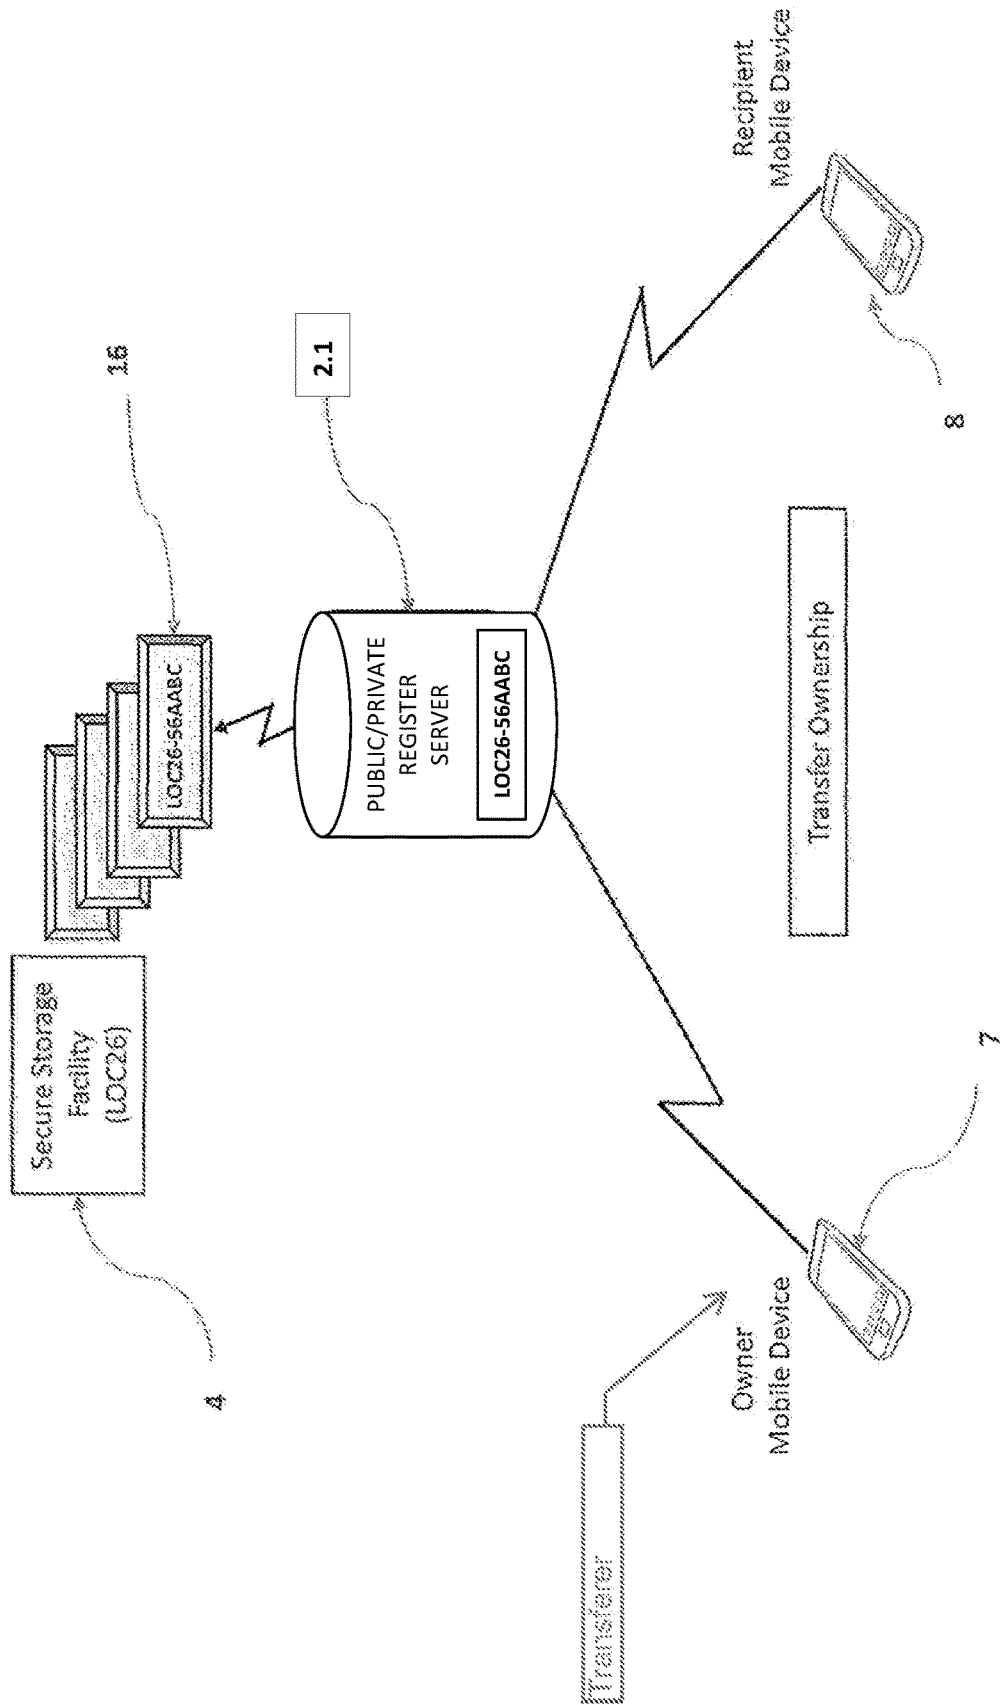 Secure Storage
Facility
(LOC26)
4
LOC26-56AABC
16
PUBLIC/PRIVATE
REGISTER
SERVER
LOC26-56AABC
2.1
Transferer
Owner
Mobile Device
7
Transfer Ownership
Recipient
Mobile Device
8